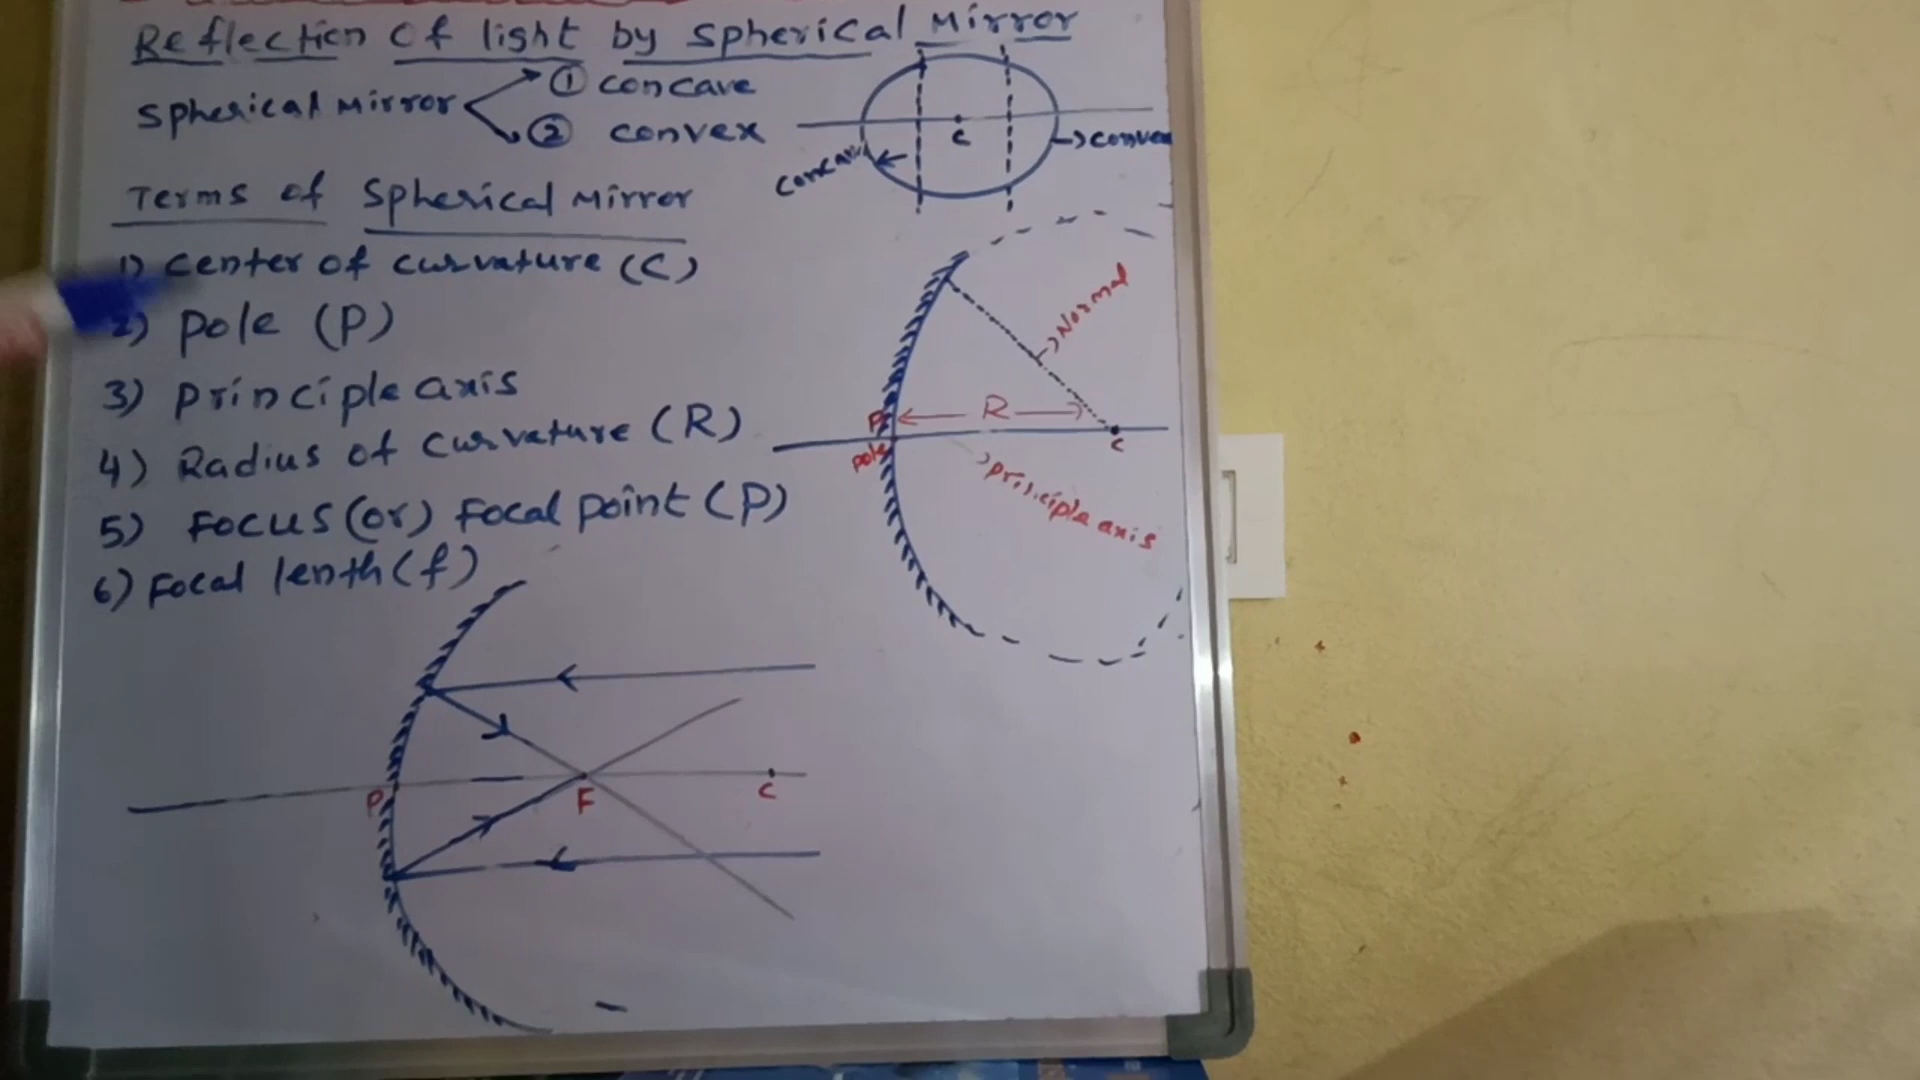 Reflection of light by spherical Mirror
spherical Mirror
① concave
② convex
C
concave
→convex
Terms of Spherical Mirror
1) center of curvature (C)
2) pole (P)
3) principle axis
4) Radius of curvature (R)
5) Focus (or) Focal point (P)
6) Focal lenth (f)
Normal
P
R
C
pole
principle axis
P
F
C